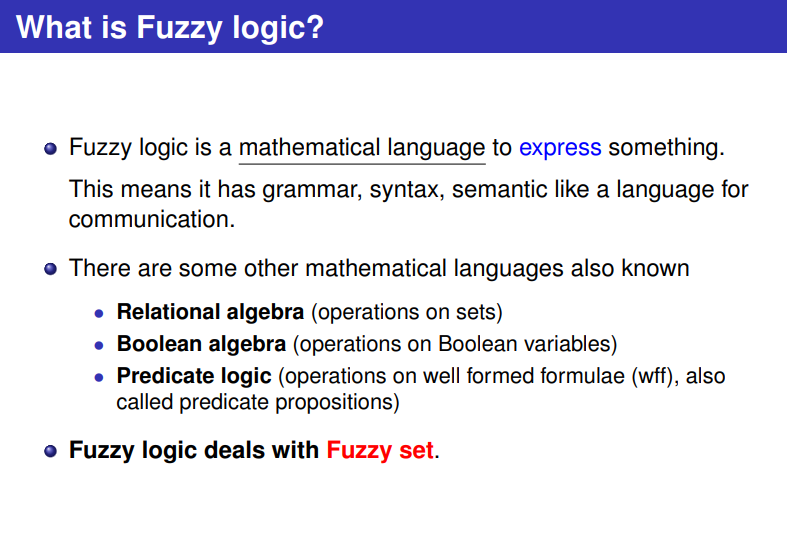 What is Fuzzy logic?
Fuzzy logic is a mathematical language to express something.
This means it has grammar, syntax, semantic like a language for
communication.
There are some other mathematical languages also known
Relational algebra (operations on sets)
Boolean algebra (operations on Boolean variables)
Predicate logic (operations on well formed formulae (wff), also
called predicate propositions)
Fuzzy logic deals with Fuzzy set.